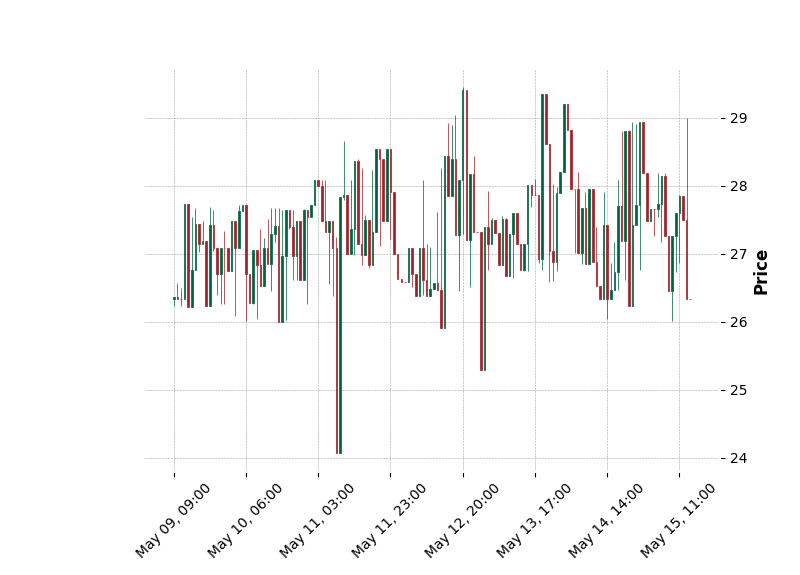 29
28
27
26
25
24
Price
May 09, 09:00
May 10, 06:00
May 11, 03:00
May 11, 23:00
May 12, 20:00
May 13, 17:00
May 14, 14:00
May 15, 11:00